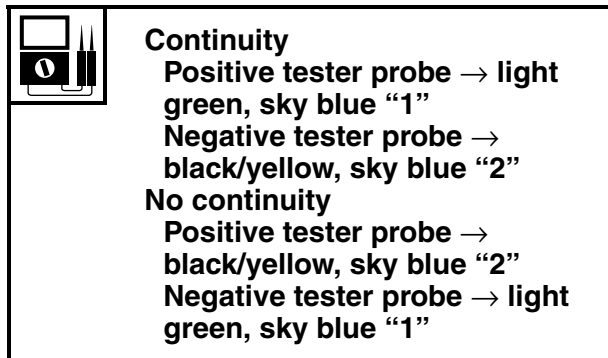 Continuity
Positive tester probe → light
green, sky blue “1”
Negative tester probe →
black/yellow, sky blue “2”
No continuity
Positive tester probe →
black/yellow, sky blue “2”
Negative tester probe → light
green, sky blue “1”